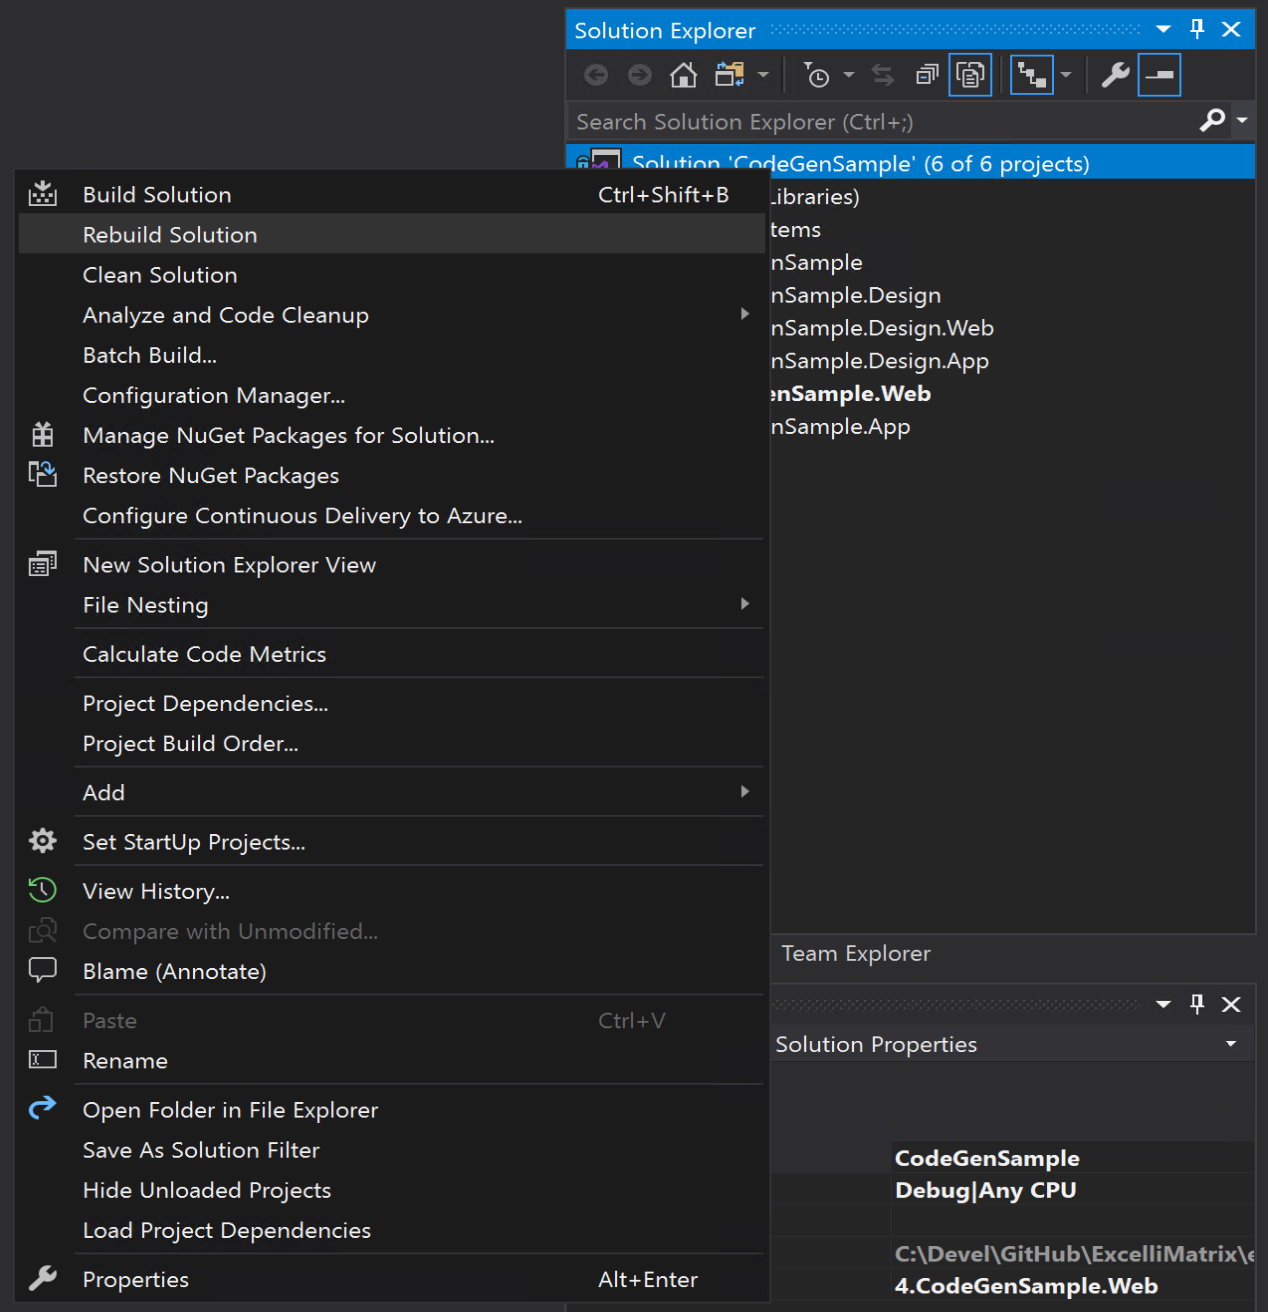 Solution Explorer
Search Solution Explorer (Ctrl+;)
Solution 'CodeGenSample' (6 of 6 projects)
Libraries)
tems
nSample
nSample.Design
nSample.Design.Web
nSample.Design.App
enSample.Web
nSample.App
Build Solution Ctrl+Shift+B
Rebuild Solution
Clean Solution
Analyze and Code Cleanup
Batch Build...
Configuration Manager...
Manage NuGet Packages for Solution...
Restore NuGet Packages
Configure Continuous Delivery to Azure...
New Solution Explorer View
File Nesting
Calculate Code Metrics
Project Dependencies...
Project Build Order...
Add
Set StartUp Projects...
View History...
Compare with Unmodified...
Blame (Annotate)
Paste Ctrl+V
Rename
Open Folder in File Explorer
Save As Solution Filter
Hide Unloaded Projects
Load Project Dependencies
Properties Alt+Enter
Team Explorer
Solution Properties
CodeGenSample
Debug|Any CPU
C:\Devel\GitHub\ExcelliMatrix\e
4.CodeGenSample.Web